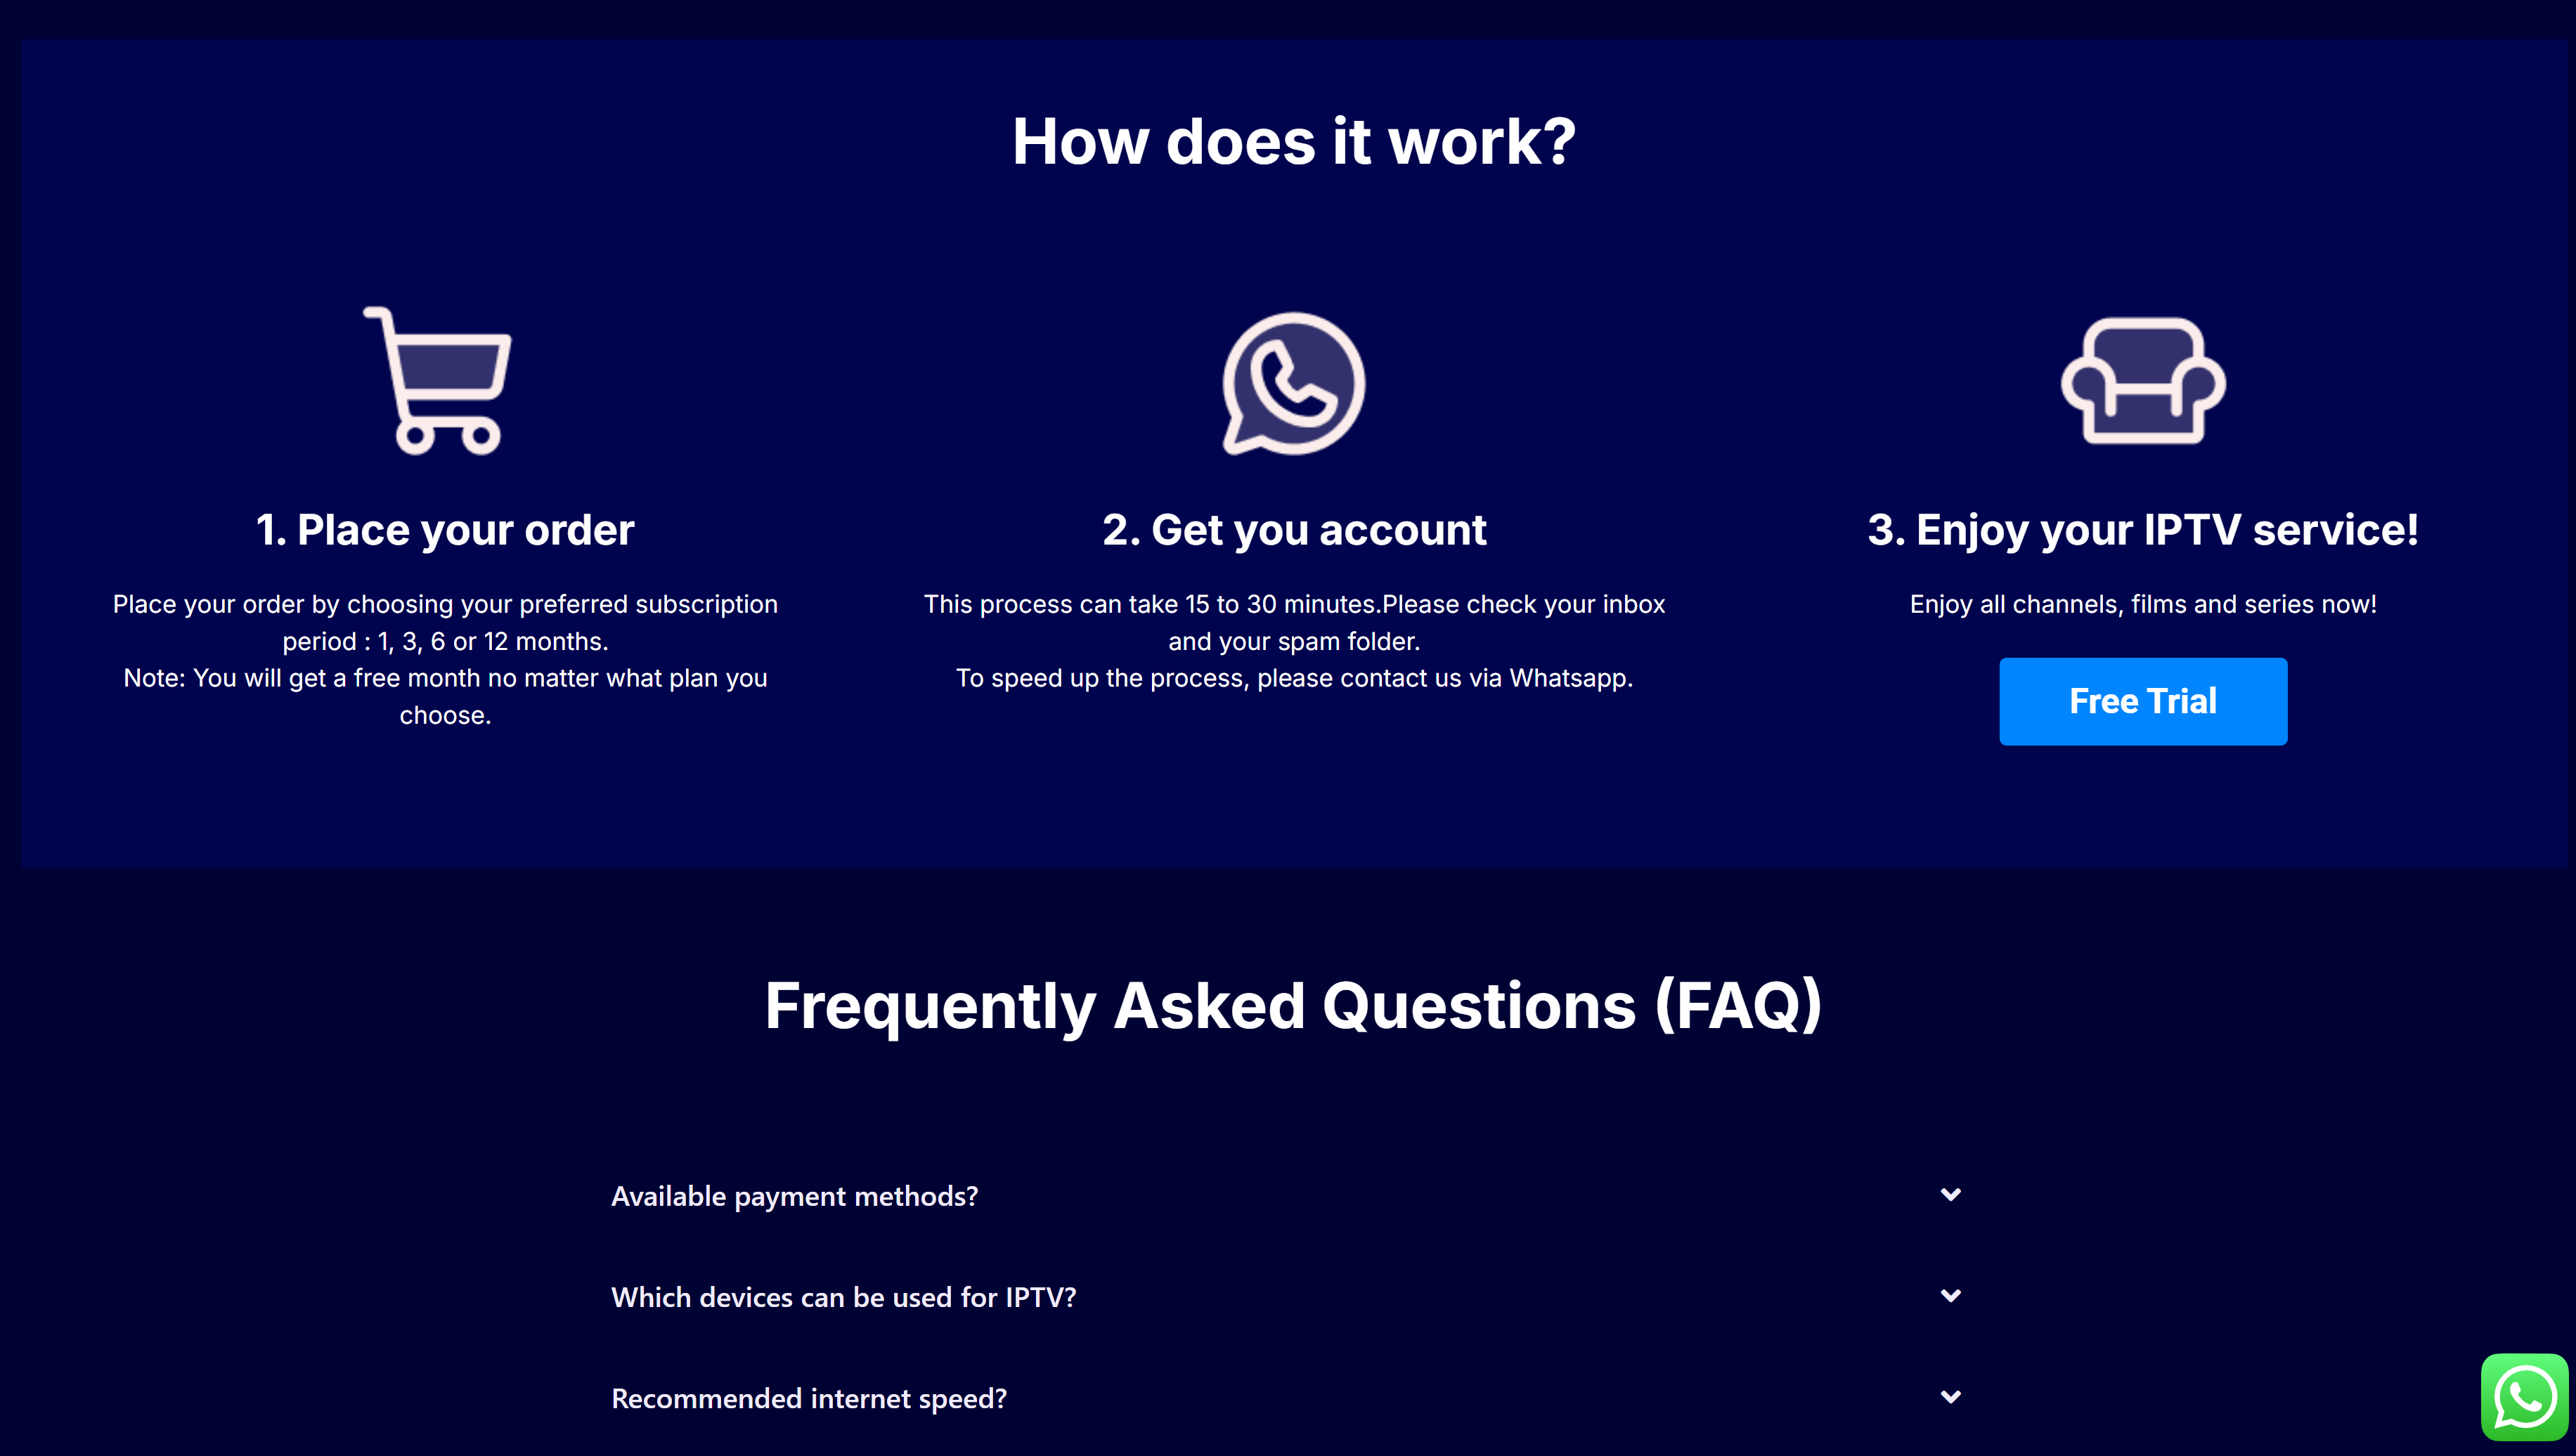 How does it work?
1. Place your order
Place your order by choosing your preferred subscription
period : 1, 3, 6 or 12 months.
Note: You will get a free month no matter what plan you
choose.
2. Get you account
This process can take 15 to 30 minutes.Please check your inbox
and your spam folder.
To speed up the process, please contact us via Whatsapp.
3. Enjoy your IPTV service!
Enjoy all channels, films and series now!
Free Trial
Frequently Asked Questions (FAQ)
Available payment methods?
Which devices can be used for IPTV?
Recommended internet speed?